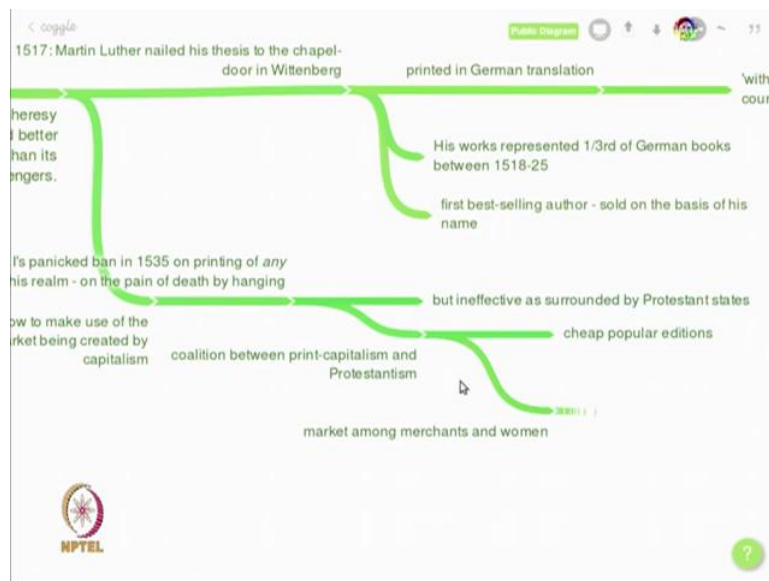 coggle
Public Diagram
1517: Martin Luther nailed his thesis to the chapel-
door in Wittenberg
printed in German translation
'with
cour
heresy
better
han its
engers.
His works represented 1/3rd of German books
between 1518-25
first best-selling author - sold on the basis of his
name
I's panicked ban in 1535 on printing of any
his realm - on the pain of death by hanging
but ineffective as surrounded by Protestant states
ow to make use of the
rket being created by
capitalism
cheap popular editions
coalition between print-capitalism and
Protestantism
market among merchants and women
NPTEL
?